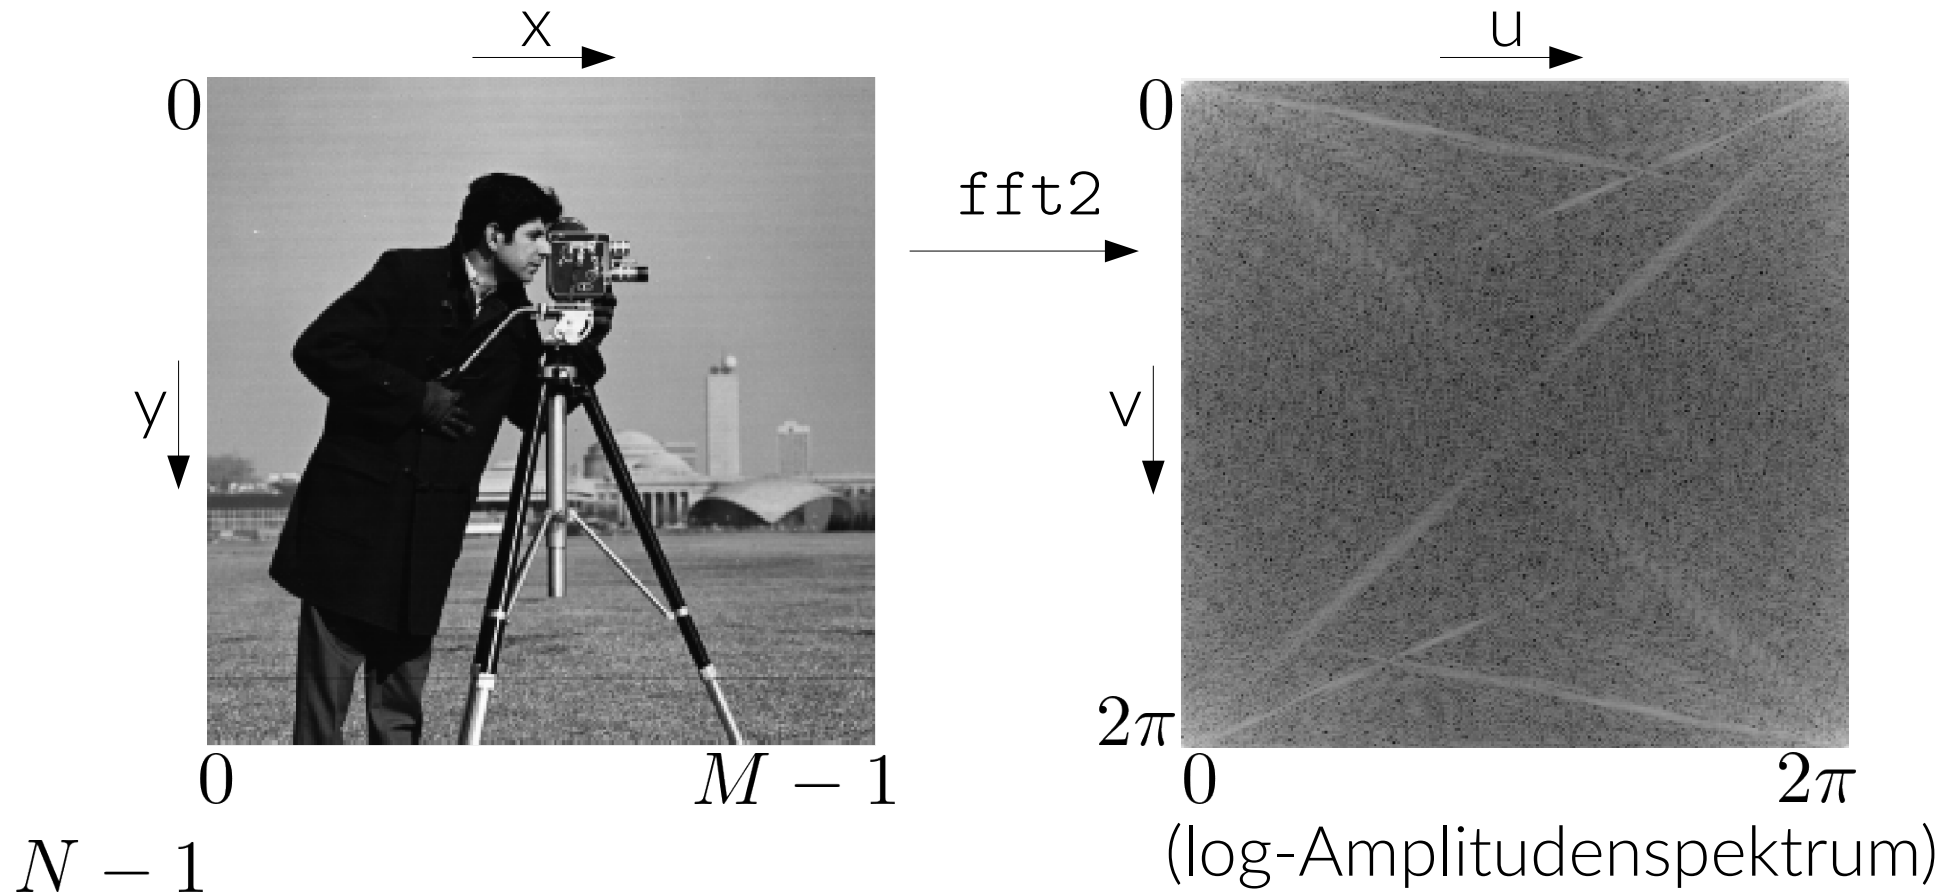 x
u
0
0
fft2
y
v
2π
0
M − 1
0
2π
N − 1
(log-Amplitudenspektrum)